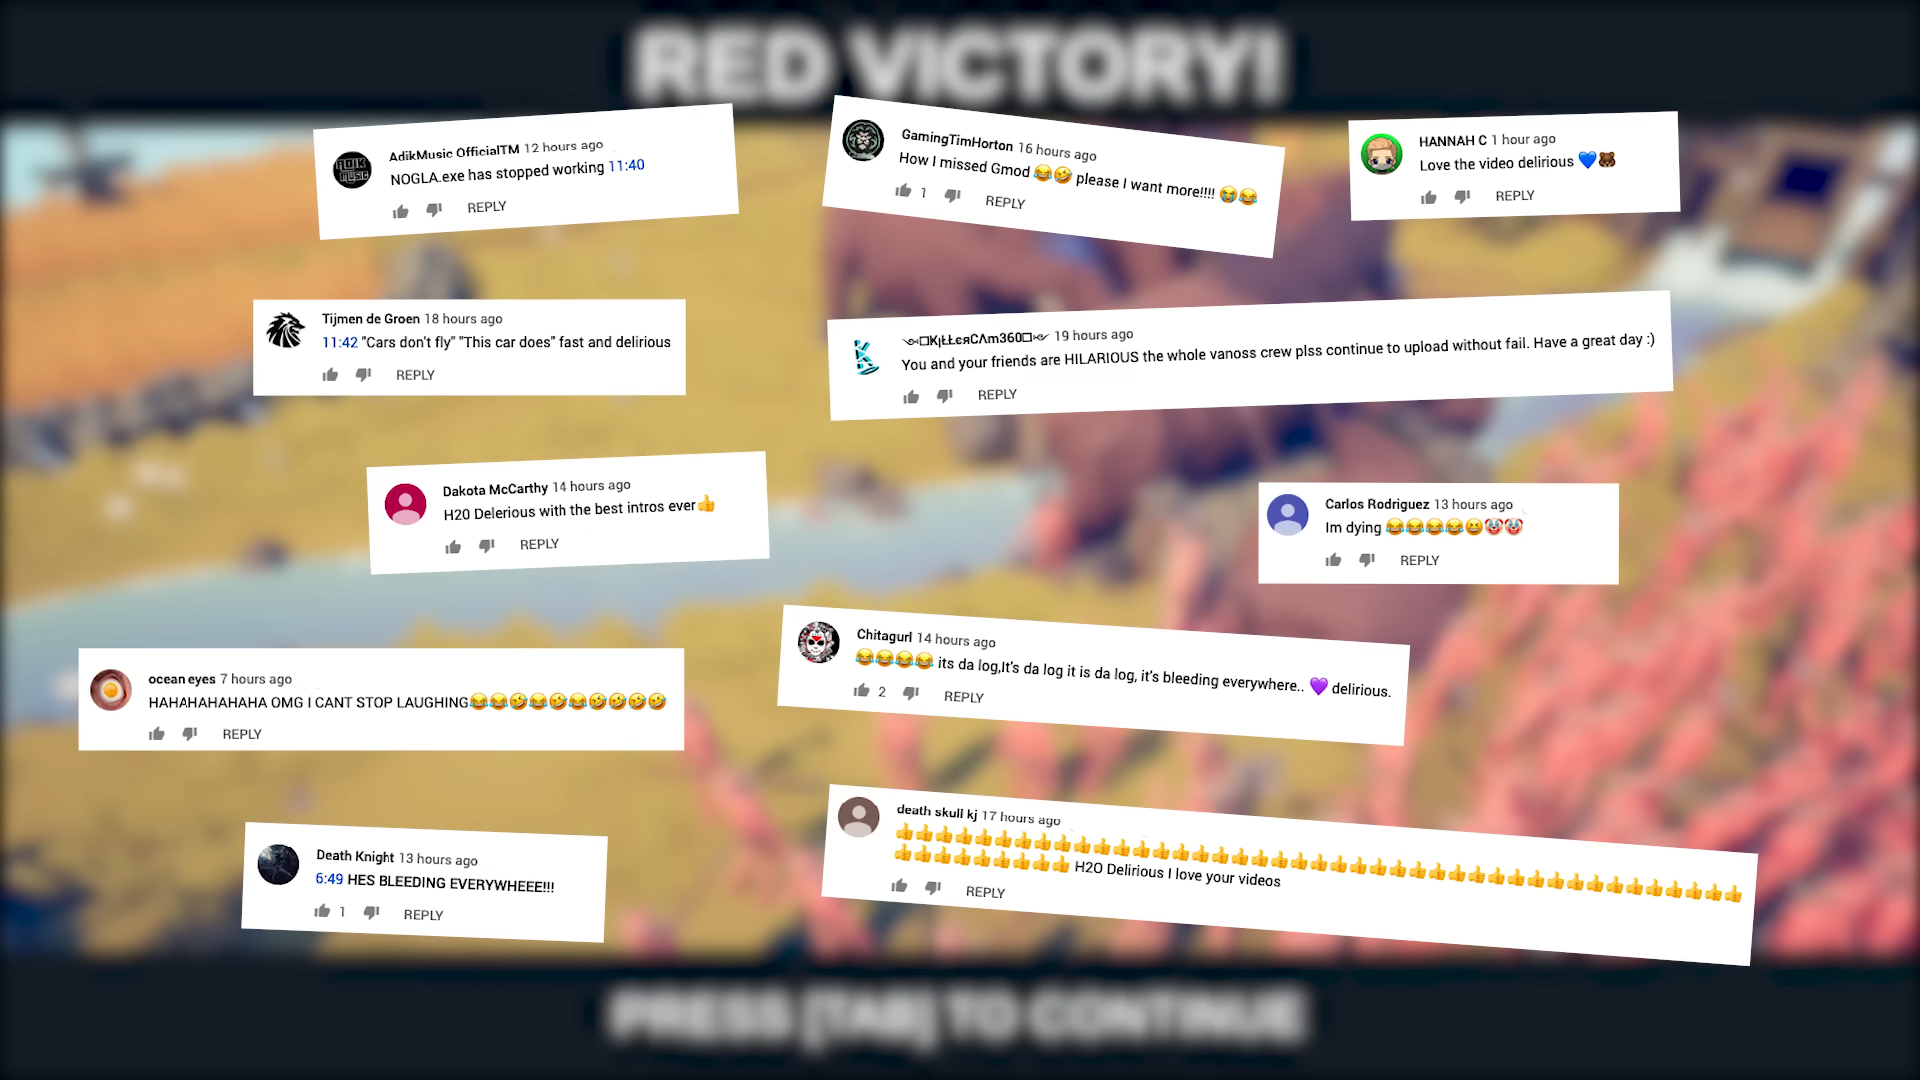 RED VICTORY!
AdikMusic OfficialTM 12 hours ago
NOGLA.exe has stopped working 11:40
REPLY
GamingTimHorton 16 hours ago
How I missed Gmod 😂🤣 please I want more!!!! 😭😂
1 REPLY
HANNAH C 1 hour ago
Love the video delirious 💙🐻
REPLY
Tijmen de Groen 18 hours ago
11:42 "Cars don't fly" "This car does" fast and delirious
REPLY
19 hours ago
You and your friends are HILARIOUS the whole vanoss crew plss continue to upload without fail. Have a great day :)
REPLY
Dakota McCarthy 14 hours ago
H20 Delerious with the best intros ever👍
REPLY
Carlos Rodriguez 13 hours ago
Im dying 😂😂😂😂😆🤡🤡
REPLY
ocean eyes 7 hours ago
HAHAHAHAHAHA OMG I CANT STOP LAUGHING😂😂🤣😂🤣😂🤣🤣🤣🤣
REPLY
Chitagurl 14 hours ago
😂😂😂😂 its da log,It's da log it is da log, it's bleeding everywhere.. 💜 delirious.
2 REPLY
Death Knight 13 hours ago
6:49 HES BLEEDING EVERYWHEEE!!!
1 REPLY
death skull kj 17 hours ago
👍👍👍👍👍👍👍👍👍👍👍👍👍👍👍👍👍👍👍👍👍👍👍👍👍👍👍👍👍👍👍👍👍👍👍👍👍👍👍👍👍👍👍
👍👍👍👍👍👍👍👍👍 H2O Delirious I love your videos
REPLY
PRESS [TAB] TO CONTINUE